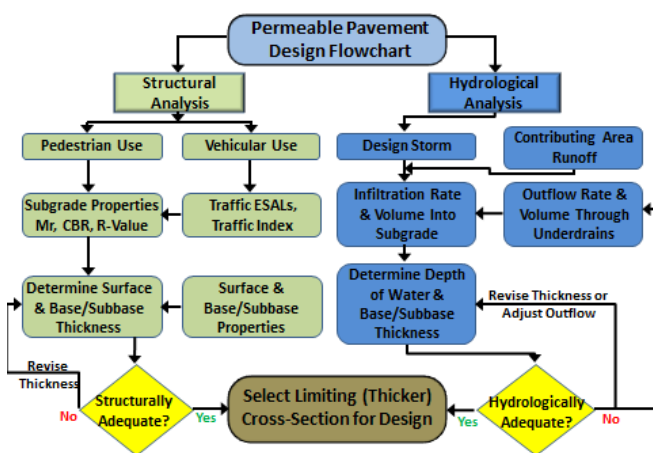 Permeable Pavement
Design Flowchart
Structural
Analysis
Hydrological
Analysis
Pedestrian Use
Vehicular Use
Design Storm
Contributing Area
Runoff
Subgrade Properties
Mr, CBR, R-Value
Traffic ESALs,
Traffic Index
Infiltration Rate
& Volume Into
Subgrade
Outflow Rate &
Volume Through
Underdrains
Determine Surface
& Base/Subbase
Thickness
Surface &
Base/Subbase
Properties
Determine Depth
of Water &
Base/Subbase
Thickness
Revise Thickness or
Adjust Outflow
Revise
Thickness
Structurally
Adequate?
No
Yes
Select Limiting (Thicker)
Cross-Section for Design
Hydrologically
Adequate?
Yes
No